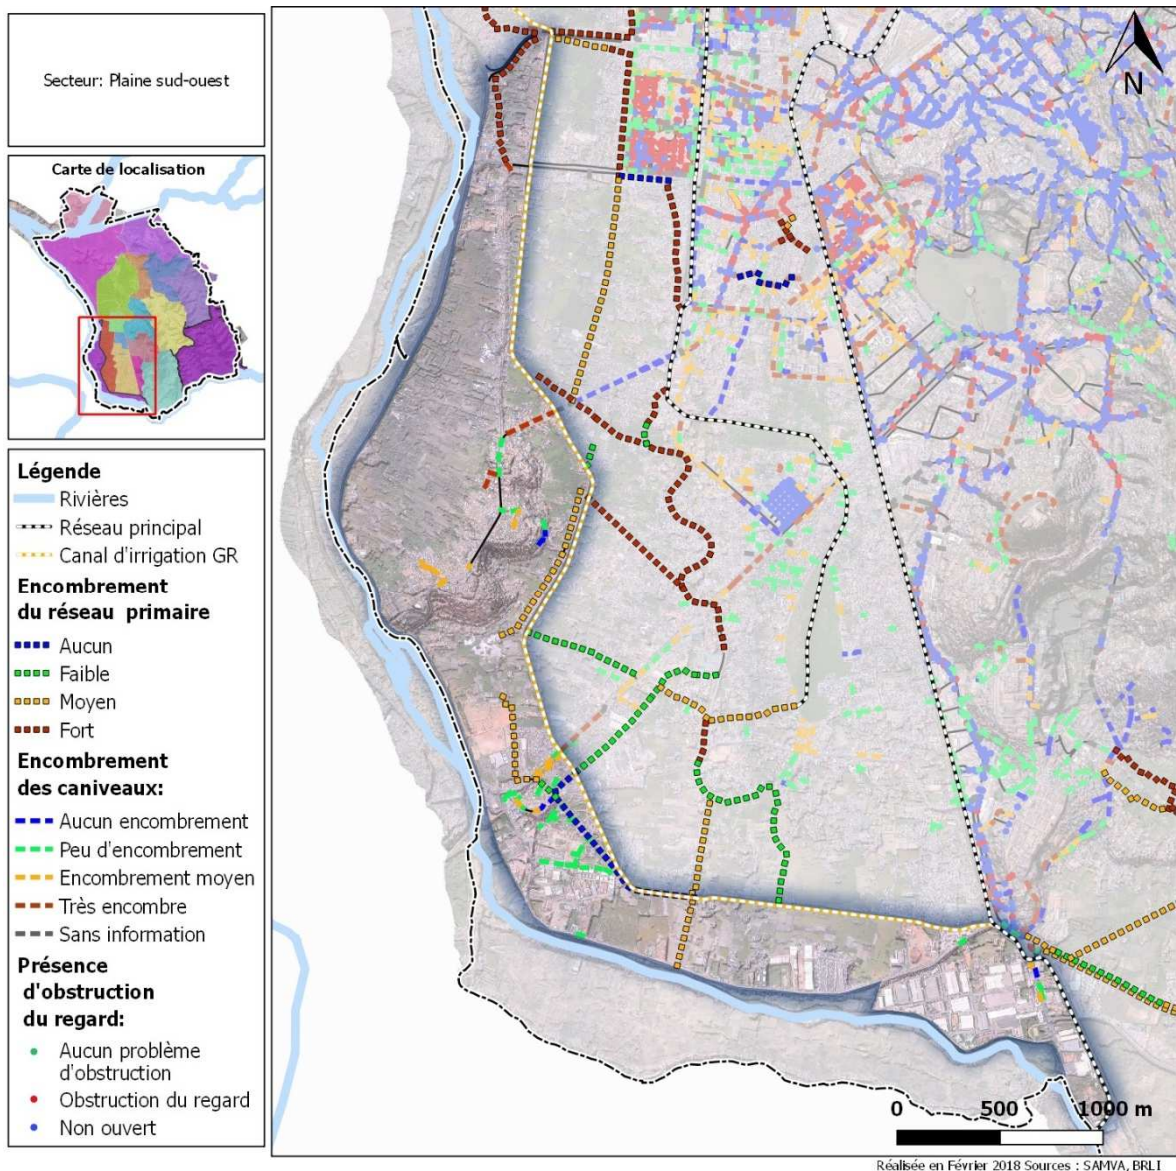 Secteur: Plaine sud-ouest
Carte de localisation
Légende
Rivières
Réseau principal
Canal d'irrigation GR
Encombrement
du réseau primaire
Aucun
Faible
Moyen
Fort
Encombrement
des caniveaux:
Aucun encombrement
Peu d'encombrement
Encombrement moyen
Très encombre
Sans information
Présence
d'obstruction
du regard:
Aucun problème
d'obstruction
Obstruction du regard
Non ouvert
N
0 500 1000 m
Réalisée en Février 2018 Sources : SAMVA, BRLI